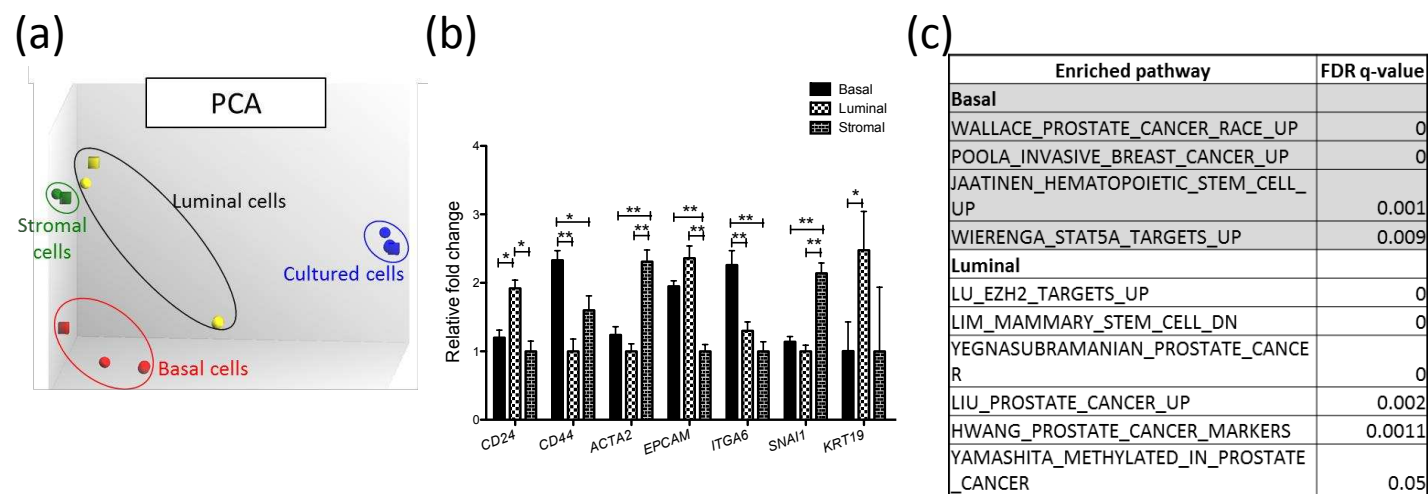 (a)
PCA
Luminal cells
Stromal
cells
Cultured cells
Basal cells
(b)
Basal
Luminal
Stromal
Relative fold change
4
3
2
1
0
* *
* **
** **
** **
** **
** **
*
CD24 CD44 ACTA2 EPCAM ITGA6 SNAI1 KRT19
(c)
Enriched pathway FDR q-value
Basal
WALLACE_PROSTATE_CANCER_RACE_UP 0
POOLA_INVASIVE_BREAST_CANCER_UP 0
JAATINEN_HEMATOPOIETIC_STEM_CELL_
UP 0.001
WIERENGA_STAT5A_TARGETS_UP 0.009
Luminal
LU_EZH2_TARGETS_UP 0
LIM_MAMMARY_STEM_CELL_DN 0
YEGNASUBRAMANIAN_PROSTATE_CANCE
R 0
LIU_PROSTATE_CANCER_UP 0.002
HWANG_PROSTATE_CANCER_MARKERS 0.0011
YAMASHITA_METHYLATED_IN_PROSTATE
_CANCER 0.05